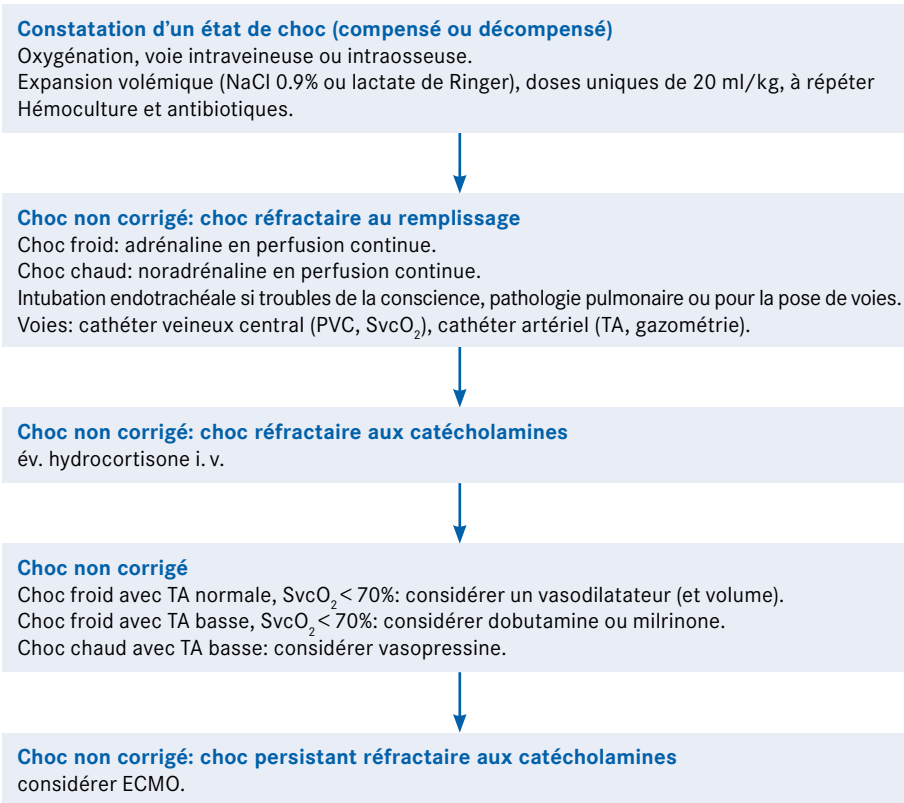 Constatation d'un état de choc (compensé ou décompensé)
Oxygénation, voie intraveineuse ou intraosseuse.
Expansion volémique (NaCl 0.9% ou lactate de Ringer), doses uniques de 20 ml/kg, à répéter
Hémoculture et antibiotiques.
Choc non corrigé: choc réfractaire au remplissage
Choc froid: adrénaline en perfusion continue.
Choc chaud: noradrénaline en perfusion continue.
Intubation endotrachéale si troubles de la conscience, pathologie pulmonaire ou pour la pose de voies.
Voies: cathéter veineux central (PVC, SvcO₂), cathéter artériel (TA, gazométrie).
Choc non corrigé: choc réfractaire aux catécholamines
év. hydrocortisone i. v.
Choc non corrigé
Choc froid avec TA normale, SvcO₂ < 70%: considérer un vasodilatateur (et volume).
Choc froid avec TA basse, SvcO₂ < 70%: considérer dobutamine ou milrinone.
Choc chaud avec TA basse: considérer vasopressine.
Choc non corrigé: choc persistant réfractaire aux catécholamines
considérer ECMO.